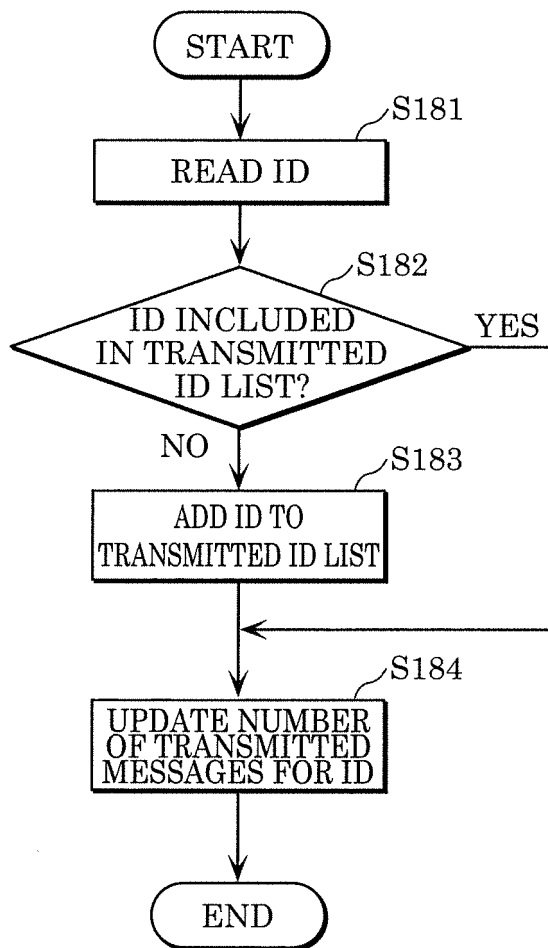 START
S181
READ ID
S182
ID INCLUDED
IN TRANSMITTED
ID LIST?
YES
NO
S183
ADD ID TO
TRANSMITTED ID LIST
S184
UPDATE NUMBER
OF TRANSMITTED
MESSAGES FOR ID
END